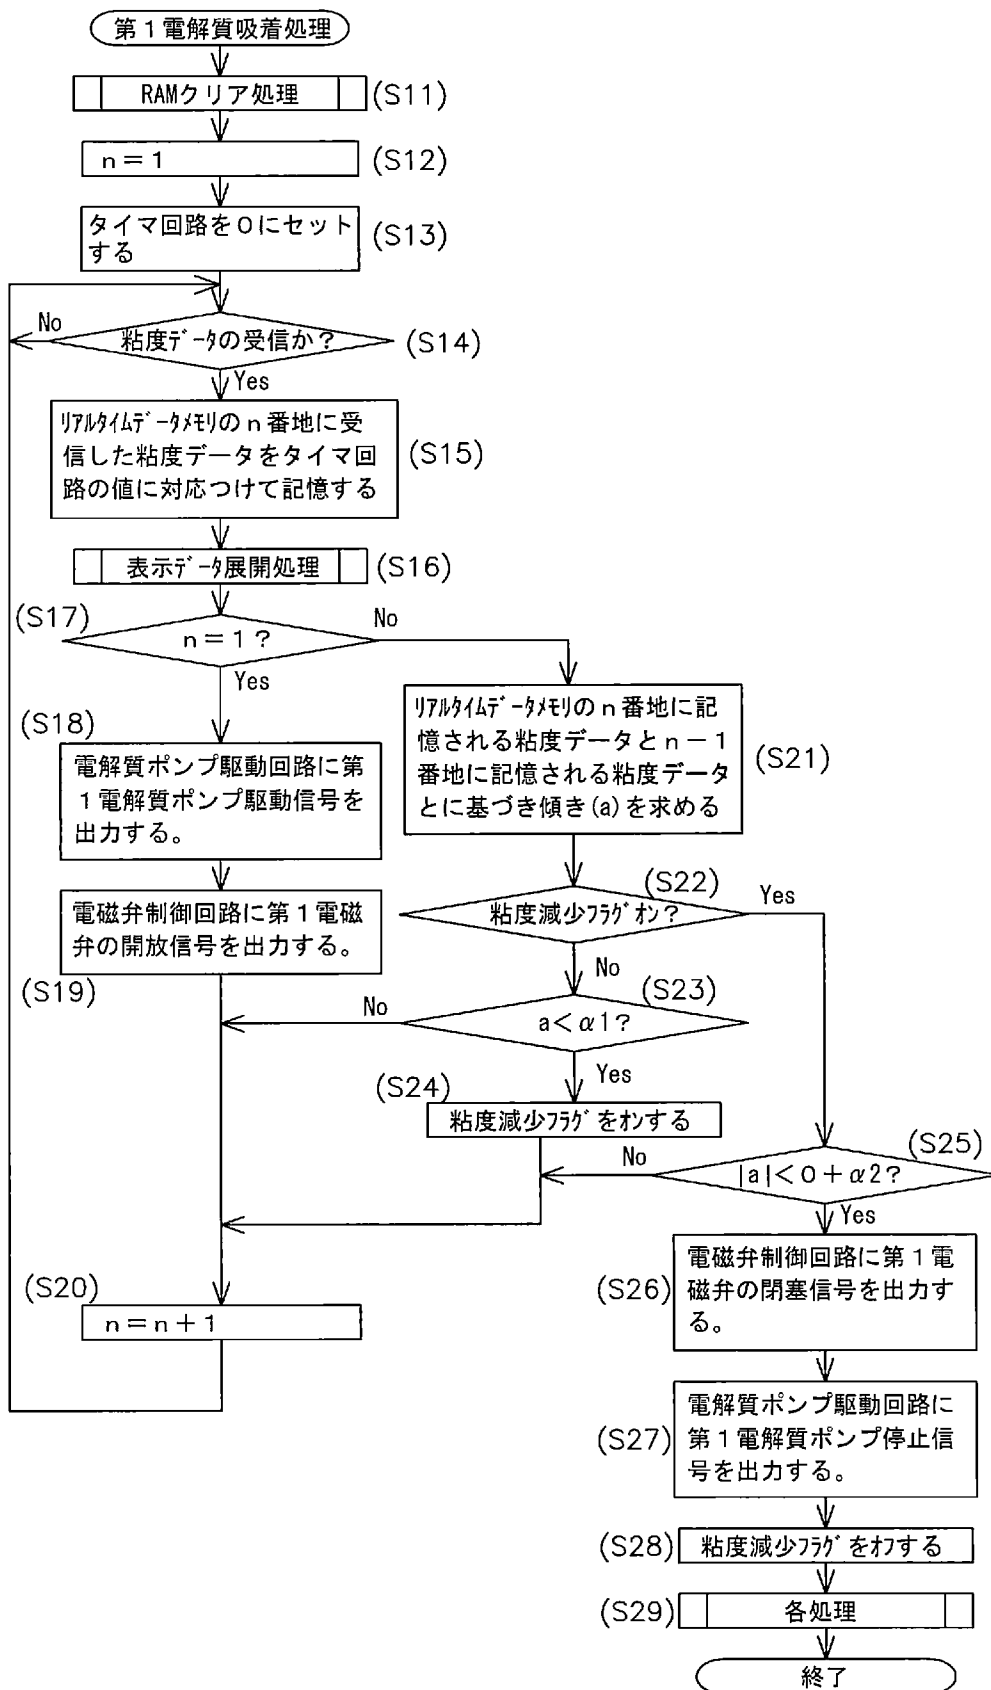 第1電解質吸着処理
RAMクリア処理
(S11)
n=1
(S12)
タイマ回路を0にセット
する
(S13)
No
粘度ﾃﾞｰﾀの受信か?
(S14)
Yes
ﾘｱﾙﾀｲﾑﾃﾞｰﾀﾒﾓﾘのn番地に受
信した粘度データをタイマ回
路の値に対応つけて記憶する
(S15)
表示ﾃﾞｰﾀ展開処理
(S16)
(S17)
n=1?
No
Yes
(S18)
電解質ポンプ駆動回路に第
1電解質ポンプ駆動信号を
出力する。
電磁弁制御回路に第1電磁
弁の開放信号を出力する。
(S19)
ﾘｱﾙﾀｲﾑﾃﾞｰﾀﾒﾓﾘのn番地に記
憶される粘度データとn-1
番地に記憶される粘度データ
とに基づき傾き(a)を求める
(S21)
(S22)
粘度減少ﾌﾗｸﾞｵﾝ?
Yes
No
(S23)
a<α1?
No
Yes
(S24)
粘度減少ﾌﾗｸﾞをｵﾝする
(S25)
|a|<0+α2?
No
Yes
(S20)
n=n+1
電磁弁制御回路に第1電
磁弁の閉塞信号を出力す
る。
(S26)
電解質ポンプ駆動回路に
第1電解質ポンプ停止信
号を出力する。
(S27)
(S28)
粘度減少ﾌﾗｸﾞをｵﾌする
(S29)
各処理
終了